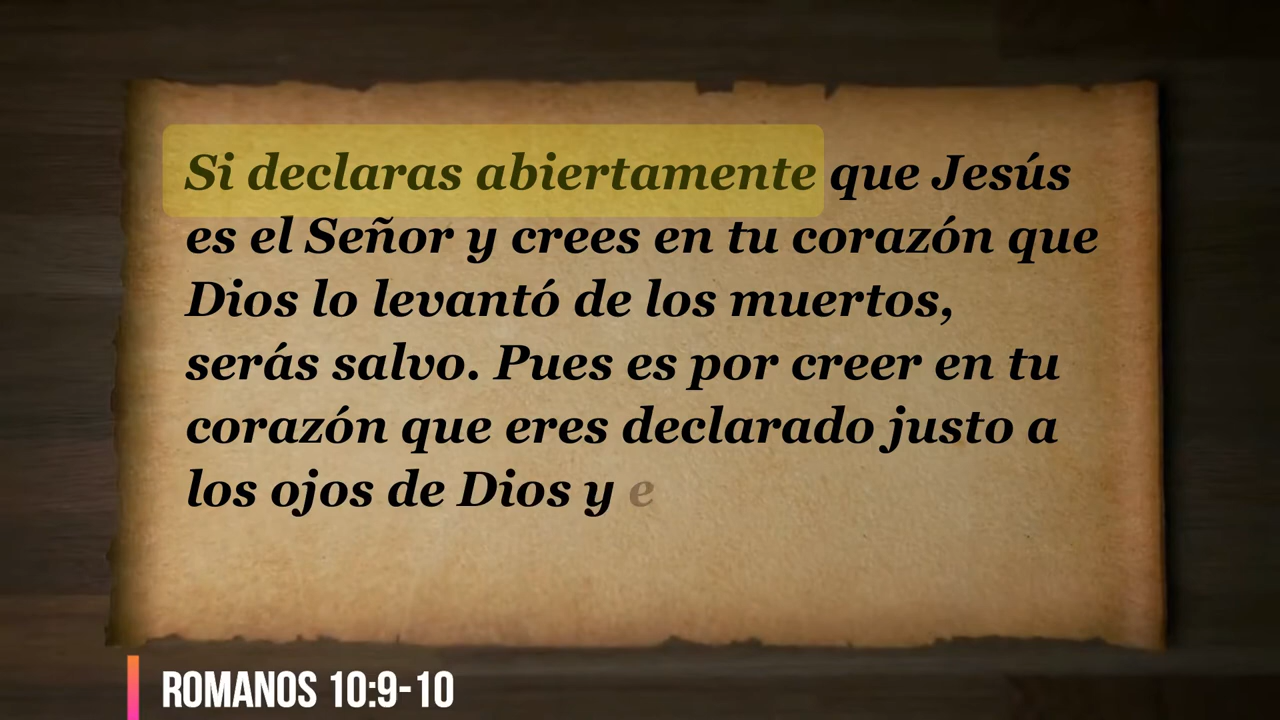 Si declaras abiertamente que Jesús
es el Señor y crees en tu corazón que
Dios lo levantó de los muertos,
serás salvo. Pues es por creer en tu
corazón que eres declarado justo a
los ojos de Dios y e
ROMANOS 10:9-10